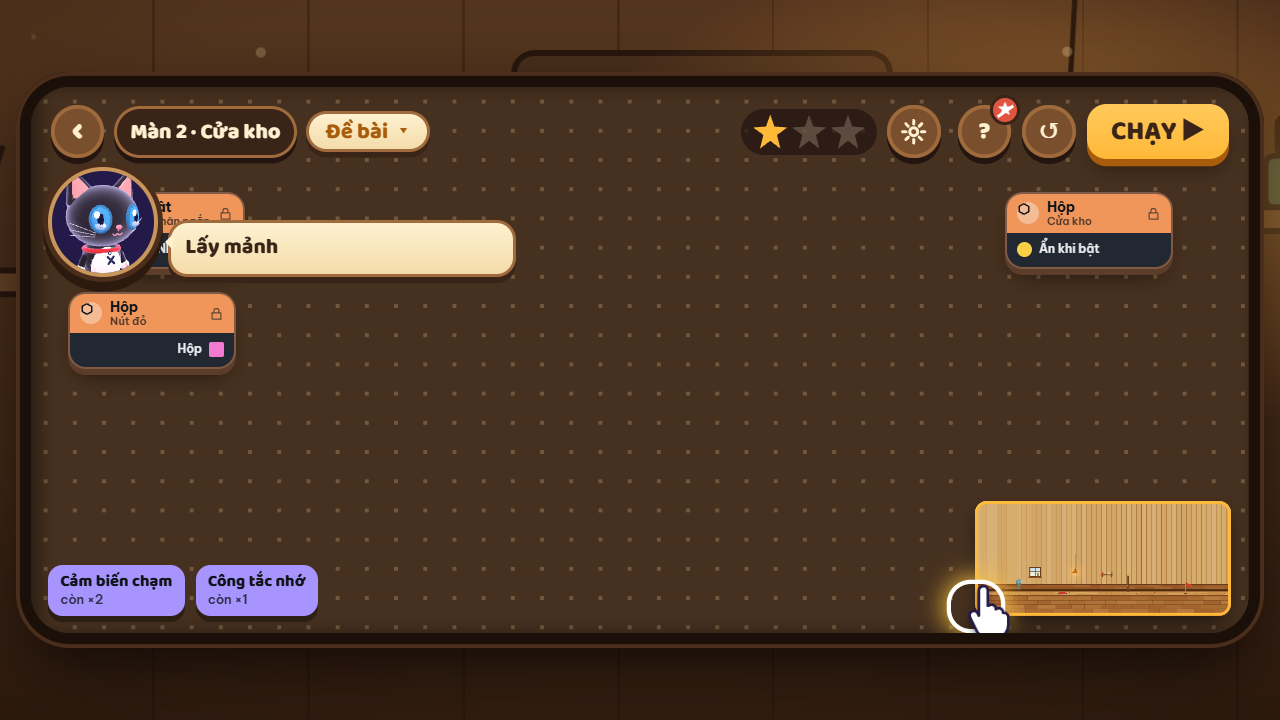 Màn 2 • Cửa kho
Đề bài
?
CHẠY
Lấy mảnh
Hộp
Cửa kho
Ẩn khi bật
Hộp
Nút đỏ
Hộp
Cảm biến chạm
còn ×2
Công tắc nhớ
còn ×1